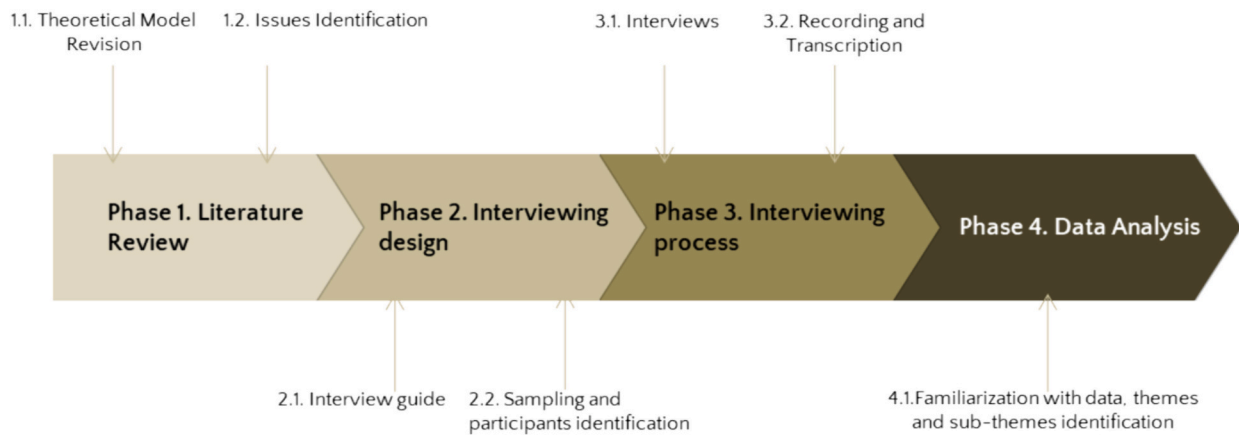 1.1. Theoretical Model
Revision
1.2. Issues Identification
3.1. Interviews
3.2. Recording and
Transcription
Phase 1. Literature
Review
Phase 2. Interviewing
design
Phase 3. Interviewing
process
Phase 4. Data Analysis
2.1. Interview guide
2.2. Sampling and
participants identification
4.1.Familiarization with data, themes
and sub-themes identification